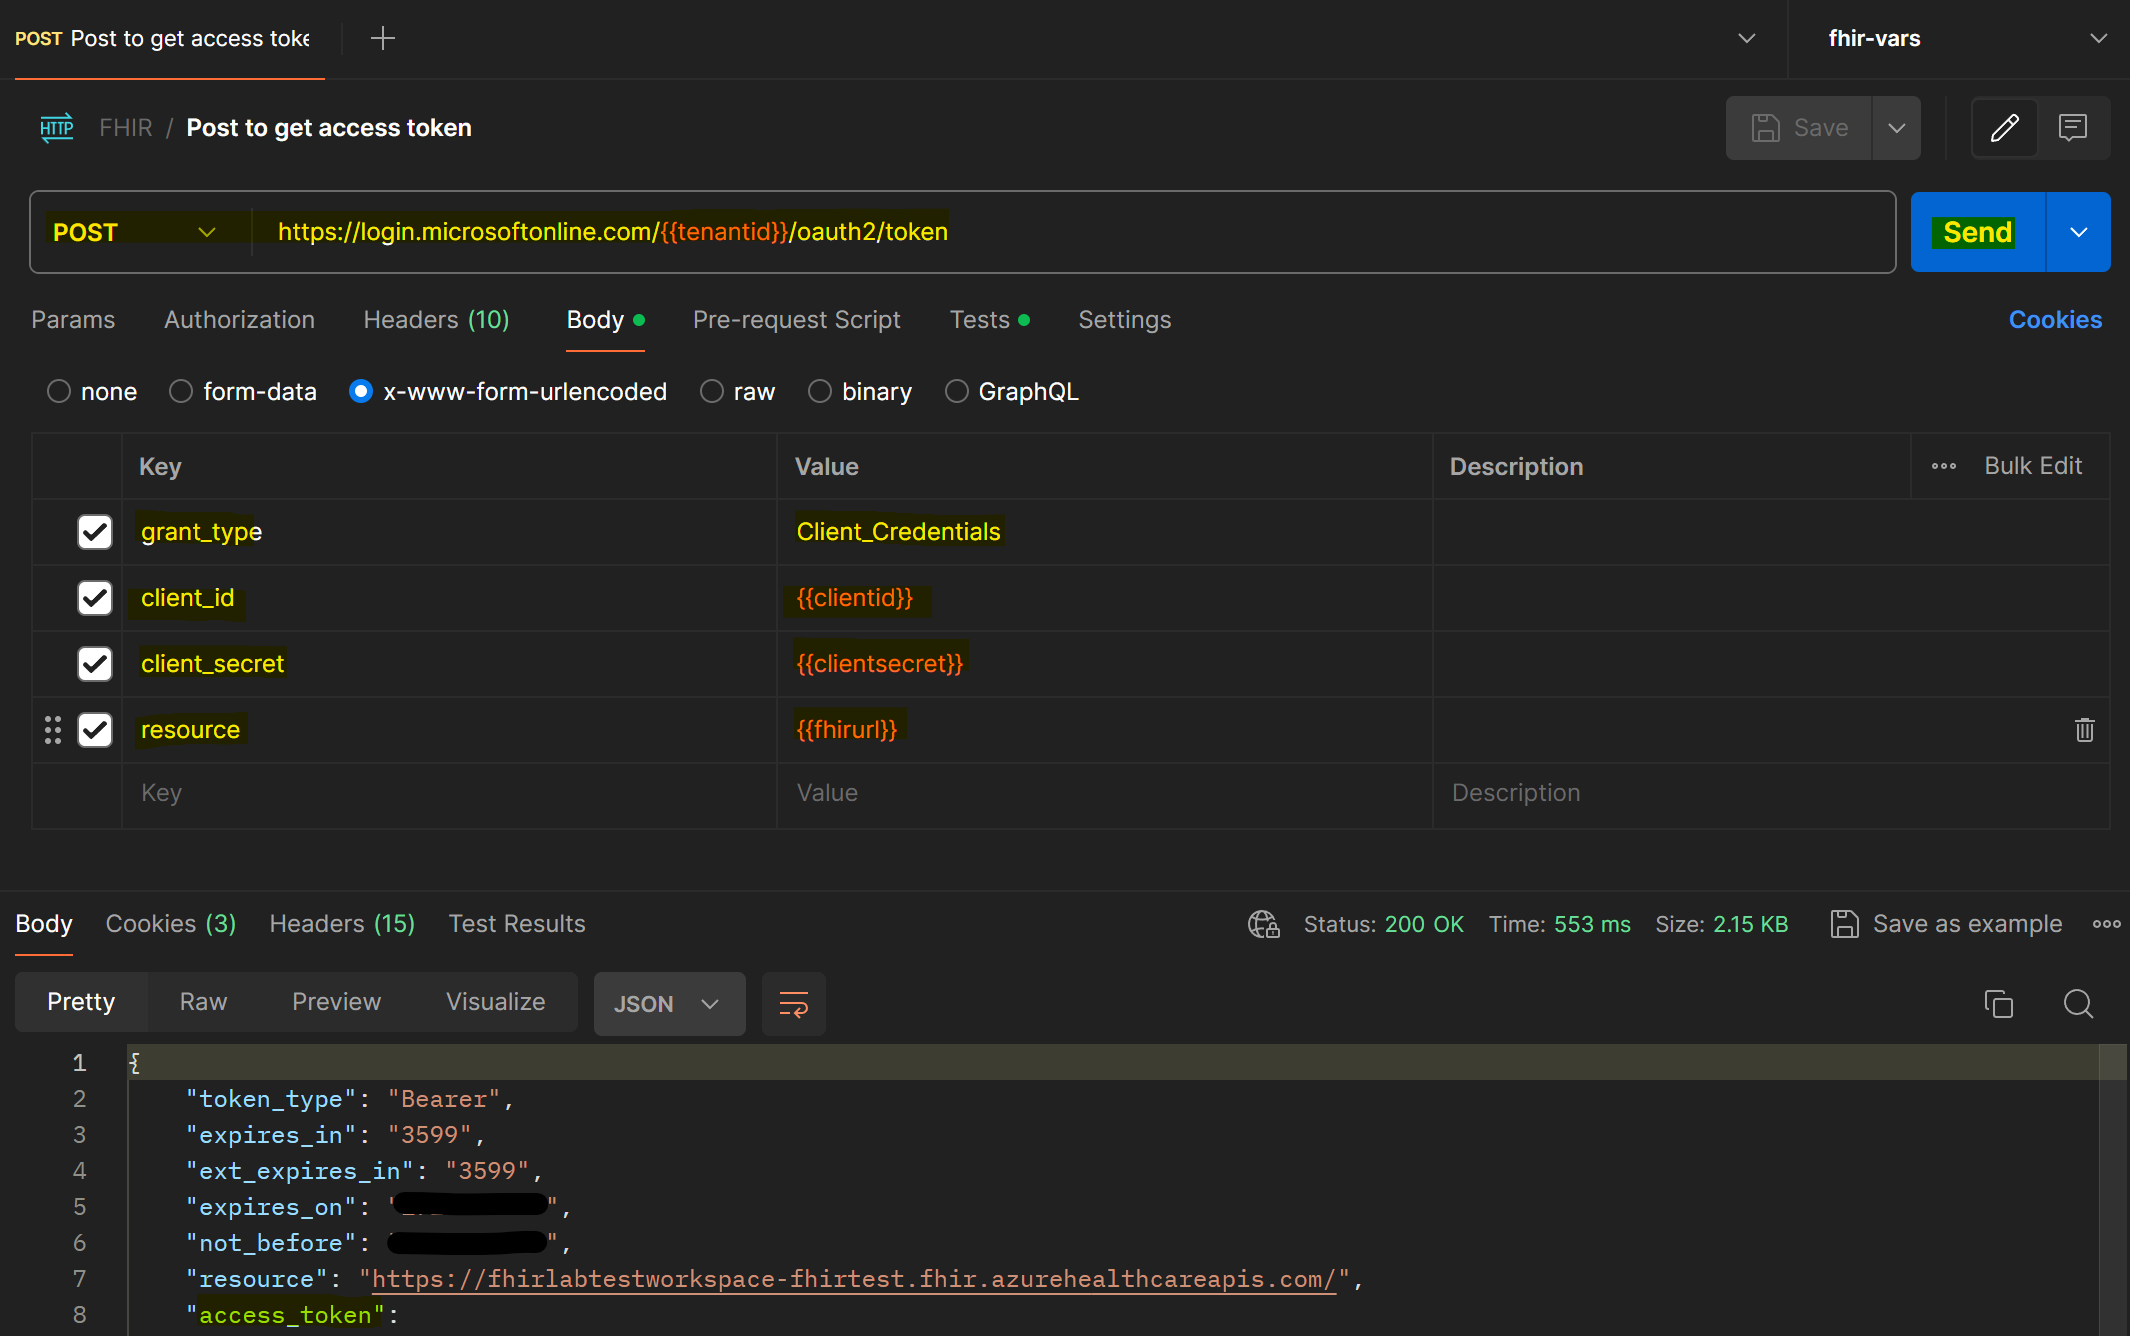 POST Post to get access toke
fhir-vars
HTTP FHIR / Post to get access token
Save
POST https://login.microsoftonline.com/{{tenantid}}/oauth2/token Send
Params Authorization Headers (10) Body Pre-request Script Tests Settings Cookies
none form-data x-www-form-urlencoded raw binary GraphQL
Key Value Description Bulk Edit
grant_type Client_Credentials
client_id {{clientid}}
client_secret {{clientsecret}}
resource {{fhirurl}}
Key Value Description
Body Cookies (3) Headers (15) Test Results Status: 200 OK Time: 553 ms Size: 2.15 KB Save as example
Pretty Raw Preview Visualize JSON
1 {
2 "token_type": "Bearer",
3 "expires_in": "3599",
4 "ext_expires_in": "3599",
5 "expires_on": " ",
6 "not_before": ",
7 "resource": "https://fhirlabtestworkspace-fhirtest.fhir.azurehealthcareapis.com/",
8 "access_token":